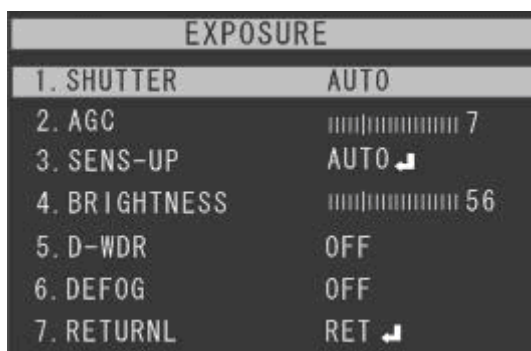 EXPOSURE
1. SHUTTER AUTO
2. AGC 7
3. SENS-UP AUTO
4. BRIGHTNESS 56
5. D-WDR OFF
6. DEFOG OFF
7. RETURNL RET